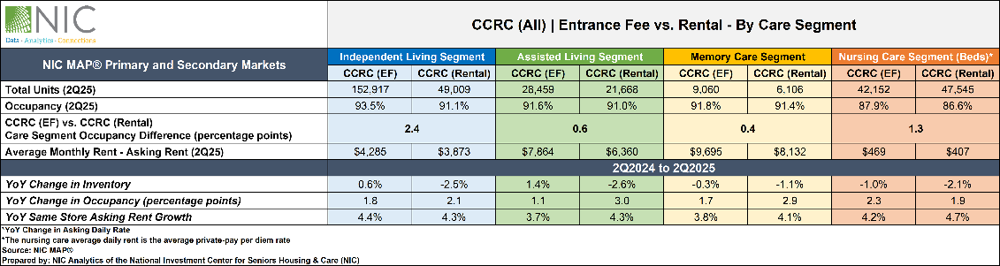 NIC
Data · Analytics · Connections
CCRC (All) | Entrance Fee vs. Rental - By Care Segment
NIC MAP® Primary and Secondary Markets
Independent Living Segment Assisted Living Segment Memory Care Segment Nursing Care Segment (Beds)*
CCRC (EF) CCRC (Rental) CCRC (EF) CCRC (Rental) CCRC (EF) CCRC (Rental) CCRC (EF) CCRC (Rental)
Total Units (2Q25) 152,917 49,009 28,459 21,668 9,060 6,106 42,152 47,545
Occupancy (2Q25) 93.5% 91.1% 91.6% 91.0% 91.8% 91.4% 87.9% 86.6%
CCRC (EF) vs. CCRC (Rental)
Care Segment Occupancy Difference (percentage points) 2.4 0.6 0.4 1.3
Average Monthly Rent - Asking Rent (2Q25) $4,285 $3,873 $7,864 $6,360 $9,695 $8,132 $469 $407
2Q2024 to 2Q2025
YoY Change in Inventory 0.6% -2.5% 1.4% -2.6% -0.3% -1.1% -1.0% -2.1%
YoY Change in Occupancy (percentage points) 1.8 2.1 1.1 3.0 1.7 2.9 2.3 1.9
YoY Same Store Asking Rent Growth 4.4% 4.3% 3.7% 4.3% 3.8% 4.1% 4.2% 4.7%
*YoY Change in Asking Daily Rate
*The nursing care average daily rent is the average private-pay per diem rate
Source: NIC MAP®
Prepared by: NIC Analytics of the National Investment Center for Seniors Housing & Care (NIC)